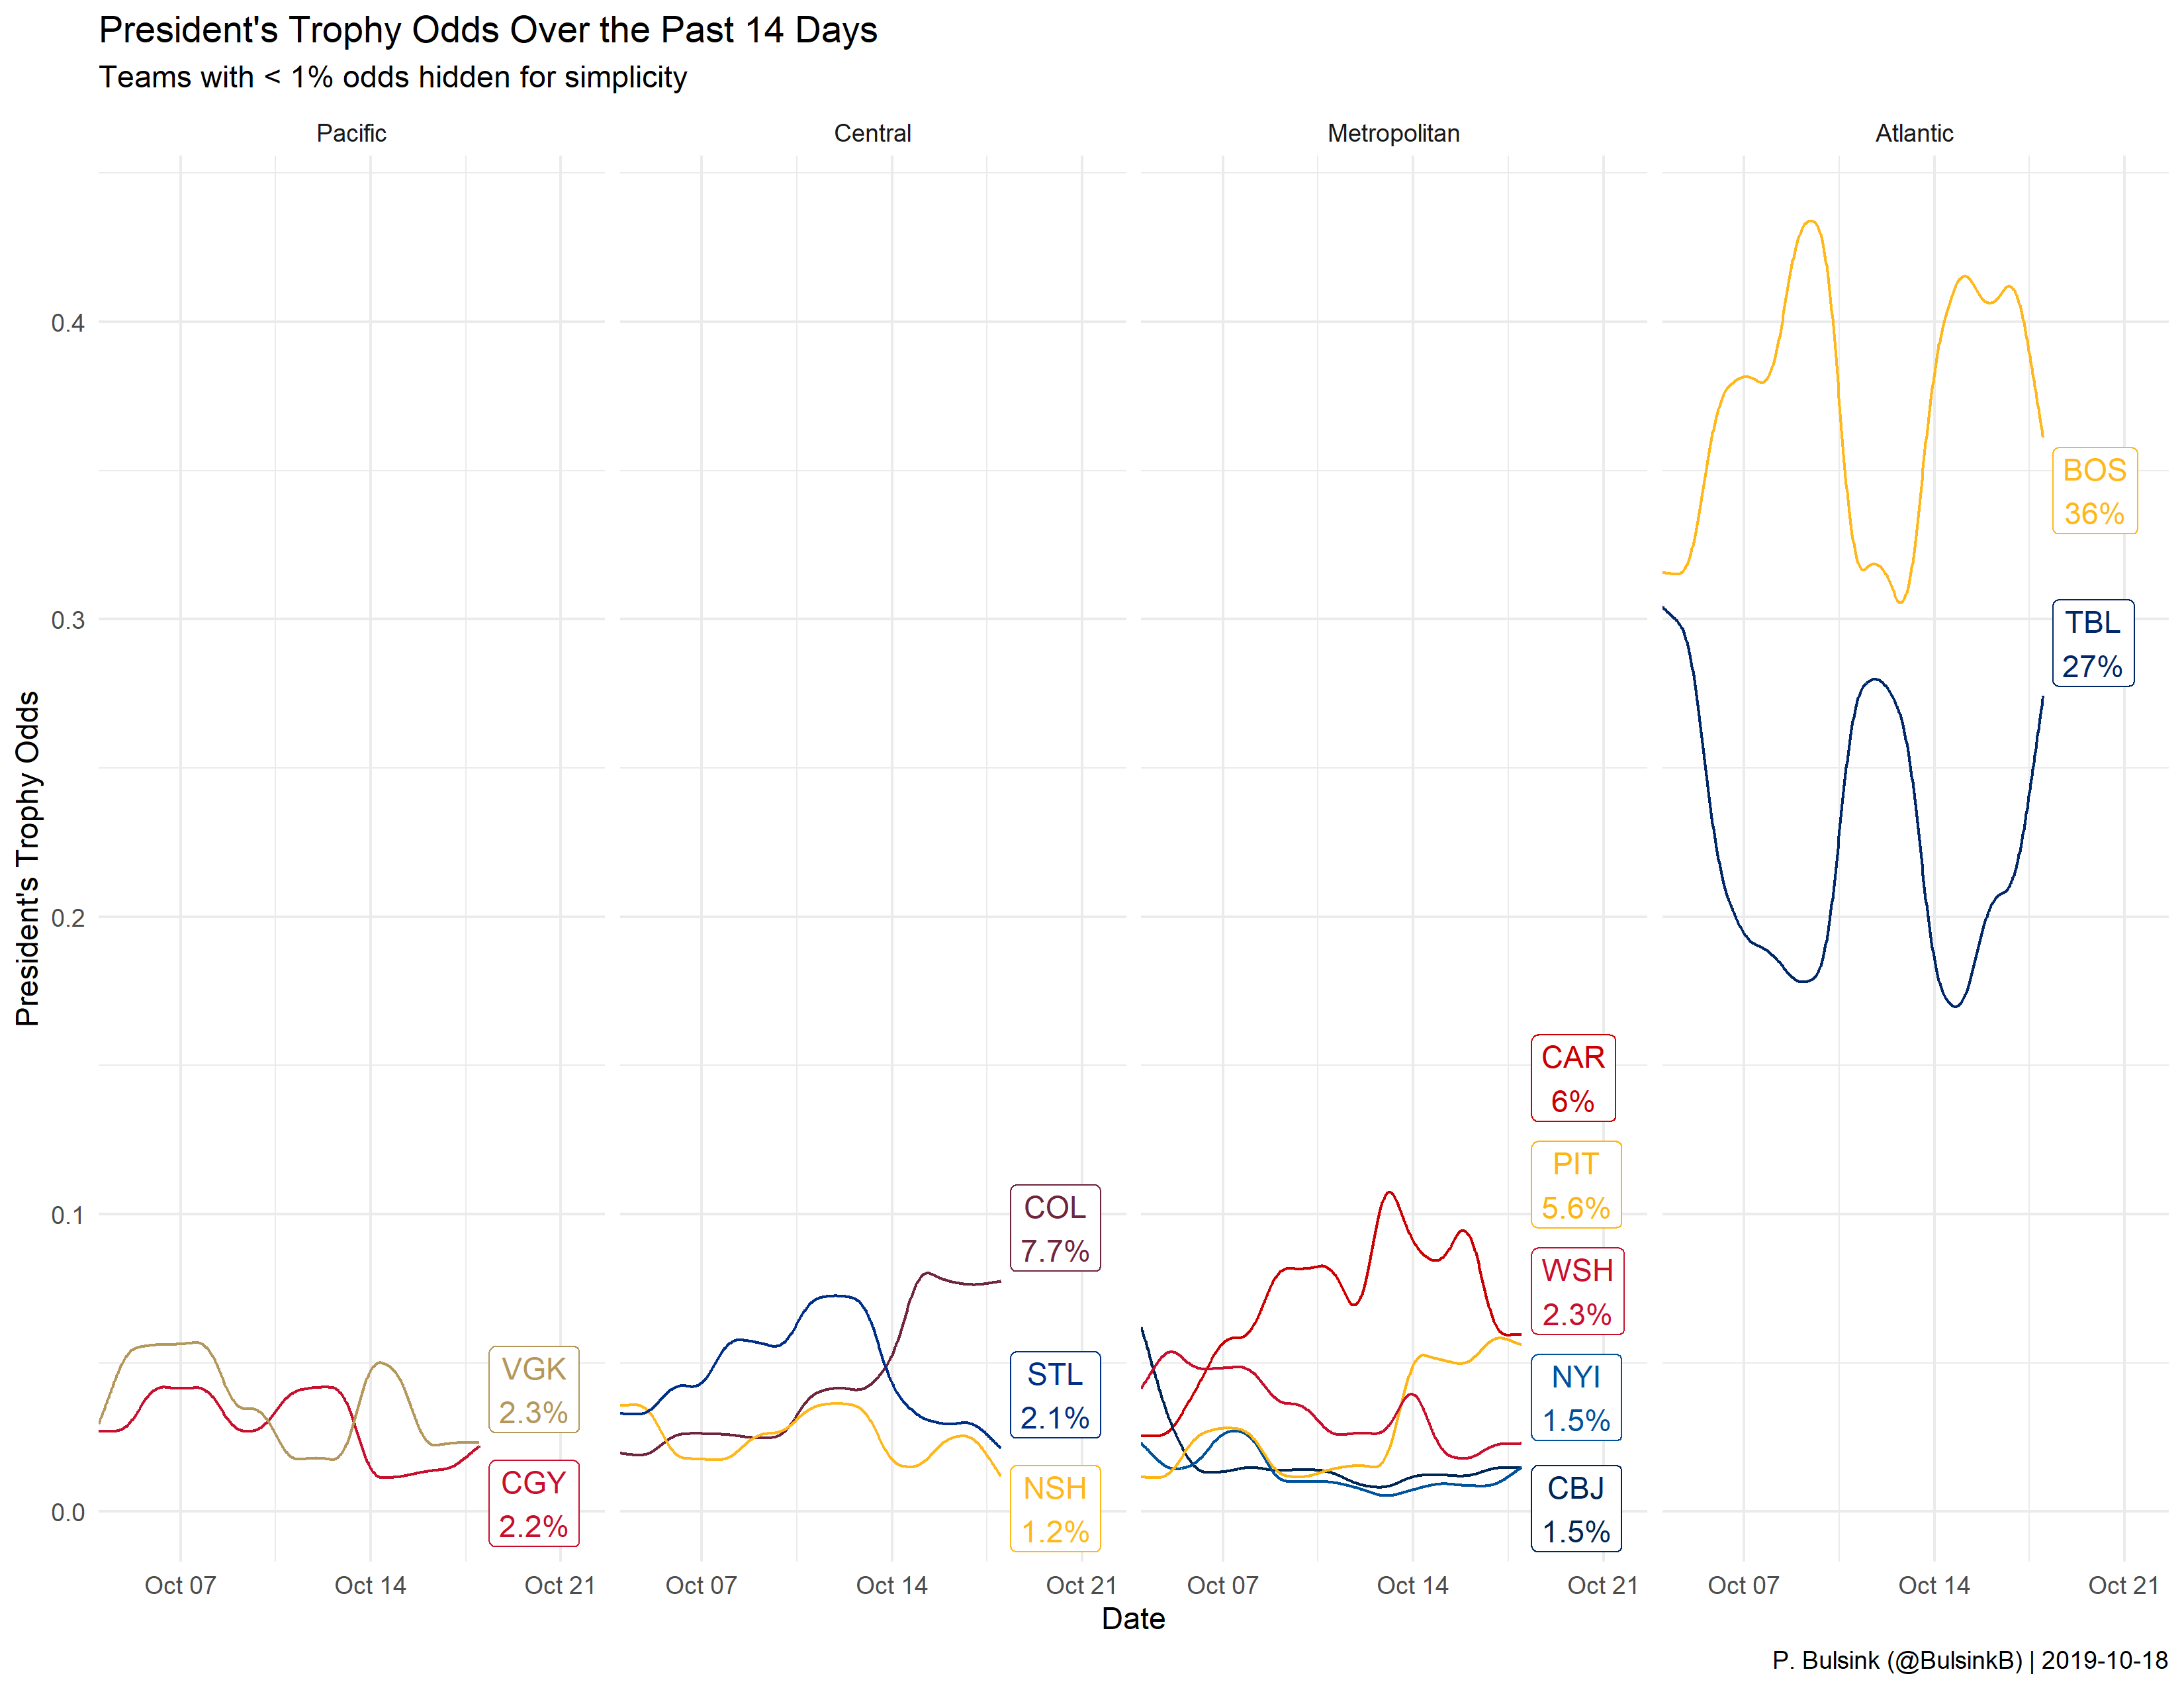 President's Trophy Odds Over the Past 14 Days
Teams with < 1% odds hidden for simplicity
Pacific
Central
Metropolitan
Atlantic
President's Trophy Odds
0.4
0.3
0.2
0.1
0.0
VGK
2.3%
CGY
2.2%
COL
7.7%
STL
2.1%
NSH
1.2%
CAR
6%
PIT
5.6%
WSH
2.3%
NYI
1.5%
CBJ
1.5%
BOS
36%
TBL
27%
Oct 07 Oct 14 Oct 21 Oct 07 Oct 14 Oct 21 Oct 07 Oct 14 Oct 21 Oct 07 Oct 14 Oct 21
Date
P. Bulsink (@BulsinkB) | 2019-10-18